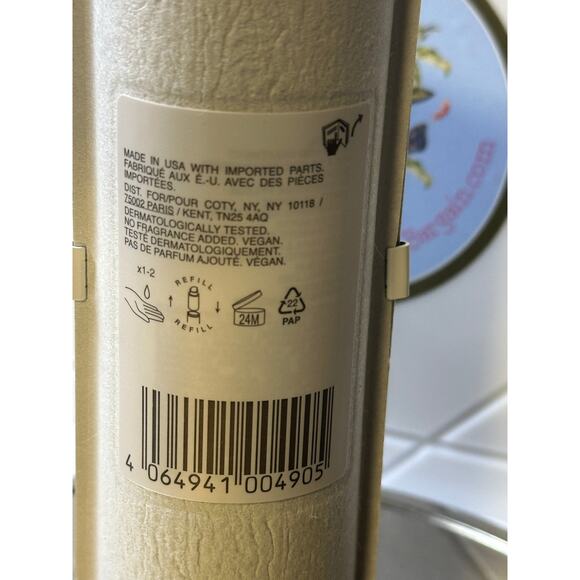 MADE IN USA WITH IMPORTED PARTS.
FABRIQUÉ AUX É.-U. AVEC DES PIÈCES
IMPORTÉES.
DIST. FOR/POUR COTY, NY, NY 10118 /
75002 PARIS / KENT, TN25 4AQ
DERMATOLOGICALLY TESTED.
NO FRAGRANCE ADDED. VEGAN.
TESTÉ DERMATOLOGIQUEMENT.
PAS DE PARFUM AJOUTÉ. VÉGAN.
x1-2
REFILL
REFILL
24M
22
PAP
4 064941 004905